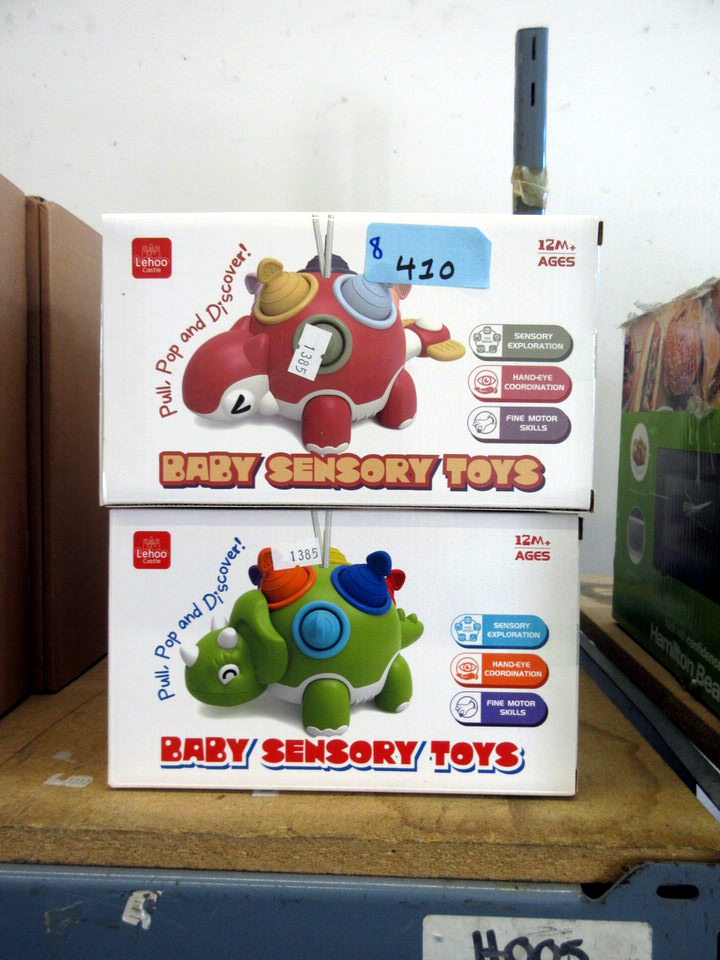 8
410
Lehoo
Castle
12M+
AGES
Pull, Pop and Discover!
1385
SENSORY
EXPLORATION
HAND-EYE
COORDINATION
FINE MOTOR
SKILLS
BABY SENSORY TOYS
Lehoo
Castle
12M+
AGES
Pull, Pop and Discover!
1385
SENSORY
EXPLORATION
HAND-EYE
COORDINATION
FINE MOTOR
SKILLS
BABY SENSORY TOYS
Hamilton Bea
H005